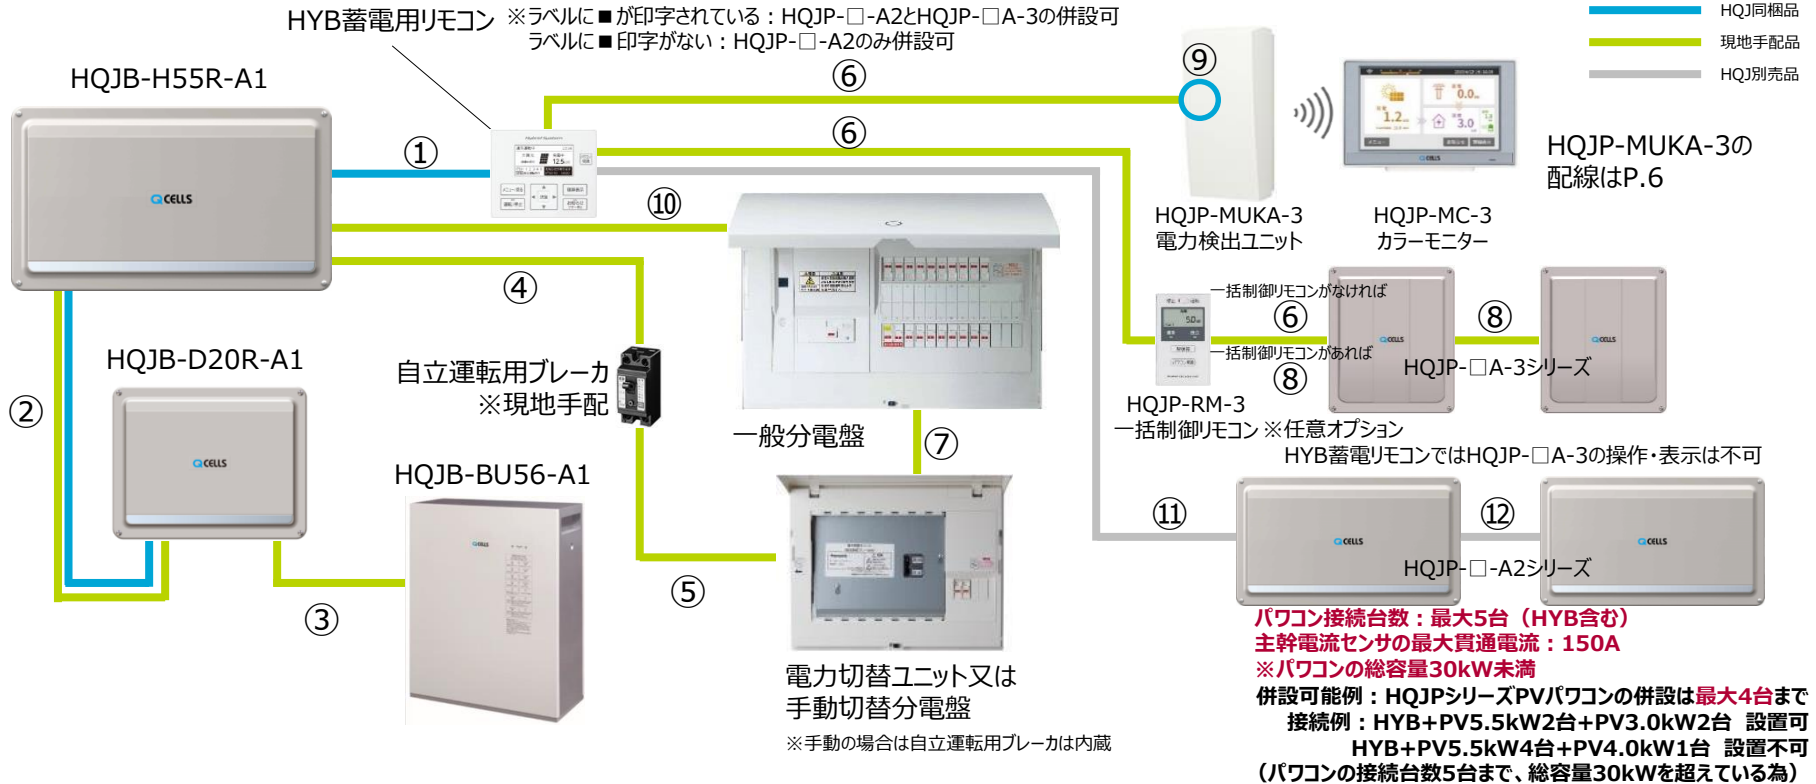 HYB蓄電用リモコン
※ラベルに■が印字されている：HQJP-□-A2とHQJP-□A-3の併設可
ラベルに■印字がない：HQJP-□-A2のみ併設可
HQJ同梱品
現地手配品
HQJ別売品
HQJB-H55R-A1
⑥
⑨
①
⑥
HQJP-MUKA-3の
配線はP.6
Q CELLS
⑩
HQJP-MUKA-3
電力検出ユニット
HQJP-MC-3
カラーモニター
④
一括制御リモコンがなければ
⑥
⑧
一括制御リモコンがあれば
⑧
Q CELLS
Q CELLS
HQJP-□A-3シリーズ
HQJB-D20R-A1
自立運転用ブレーカ
※現地手配
②
Q CELLS
HQJP-RM-3
一括制御リモコン ※任意オプション
HYB蓄電リモコンではHQJP-□A-3の操作・表示は不可
一般分電盤
⑦
HQJB-BU56-A1
Q CELLS
⑪
⑫
Q CELLS
Q CELLS
HQJP-□-A2シリーズ
③
⑤
電力切替ユニット又は
手動切替分電盤
※手動の場合は自立運転用ブレーカは内蔵
パワコン接続台数：最大5台（HYB含む）
主幹電流センサの最大貫通電流：150A
※パワコンの総容量30kW未満
併設可能例：HQJPシリーズPVパワコンの併設は最大4台まで
接続例：HYB+PV5.5kW2台+PV3.0kW2台 設置可
HYB+PV5.5kW4台+PV4.0kW1台 設置不可
（パワコンの接続台数5台まで、総容量30kWを超えている為）